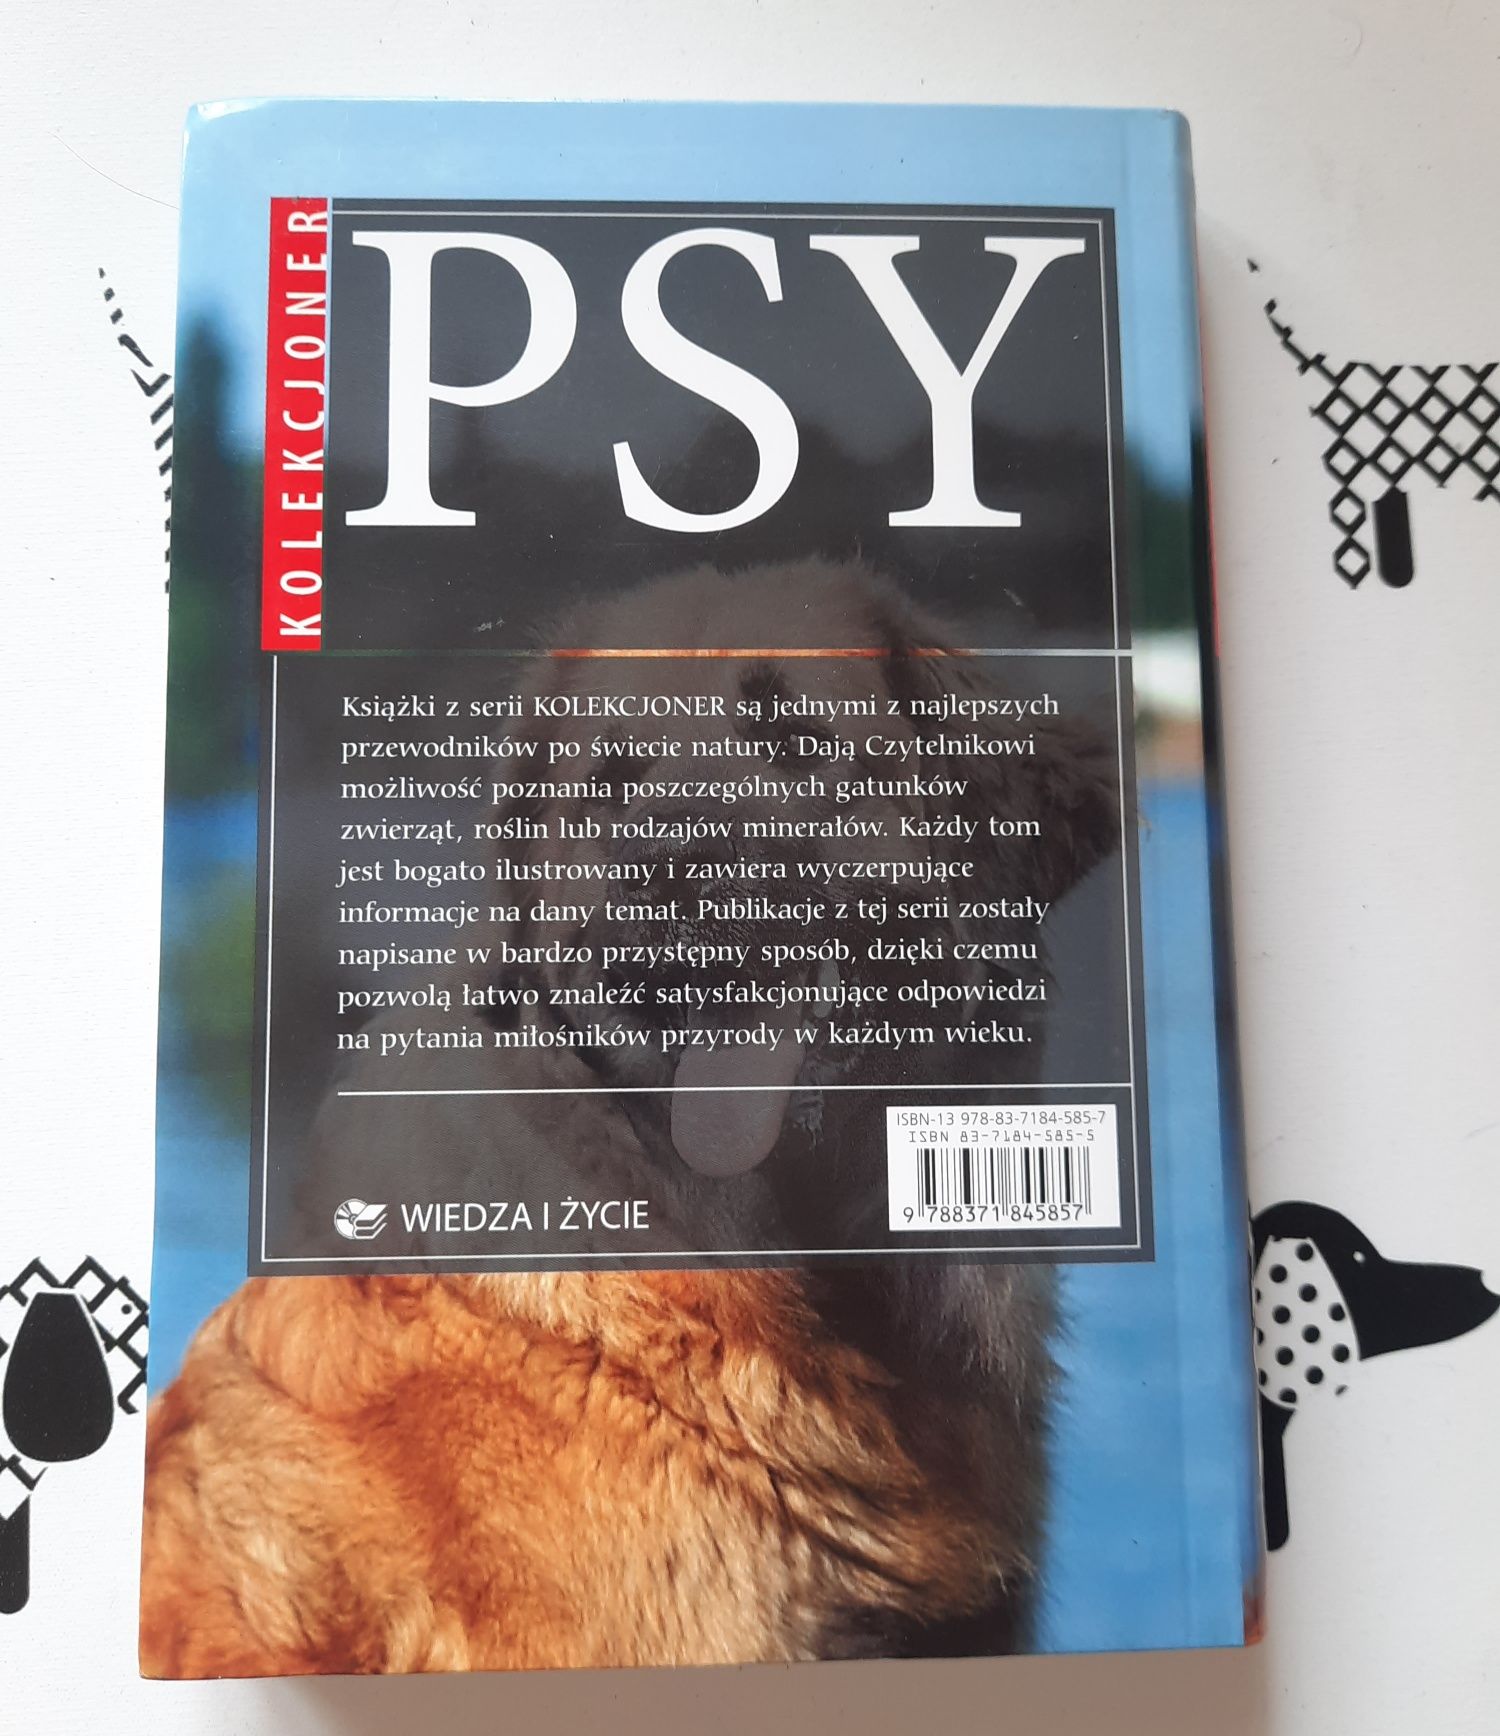 KOLEKCJONER
PSY
Książki z serii KOLEKCJONER są jednymi z najlepszych
przewodników po świecie natury. Dają Czytelnikowi
możliwość poznania poszczególnych gatunków
zwierząt, roślin lub rodzajów minerałów. Każdy tom
jest bogato ilustrowany i zawiera wyczerpujące
informacje na dany temat. Publikacje z tej serii zostały
napisane w bardzo przystępny sposób, dzięki czemu
pozwolą łatwo znaleźć satysfakcjonujące odpowiedzi
na pytania miłośników przyrody w każdym wieku.
ISBN-13 978-83-7184-585-7
ISBN 83-7184-585-5
9 788371 845857
WIEDZA I ŻYCIE